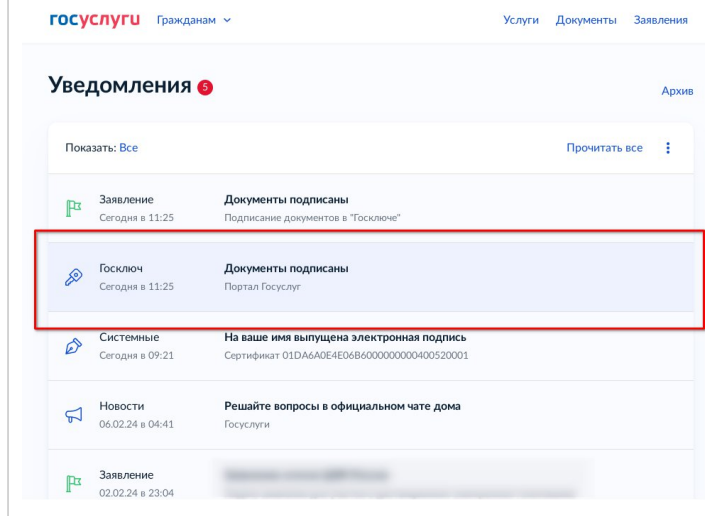 госуслуги Гражданам Услуги Документы Заявления
Уведомления 5
Архив
Показать: Все Прочитать все
Заявление Документы подписаны
Сегодня в 11:25 Подписание документов в "Госключе"
Госключ Документы подписаны
Сегодня в 11:25 Портал Госуслуг
Системные На ваше имя выпущена электронная подпись
Сегодня в 09:21 Сертификат 01DA6A0E4E06B6000000000400520001
Новости Решайте вопросы в официальном чате дома
06.02.24 в 04:41 Госуслуги
Заявление
02.02.24 в 23:04